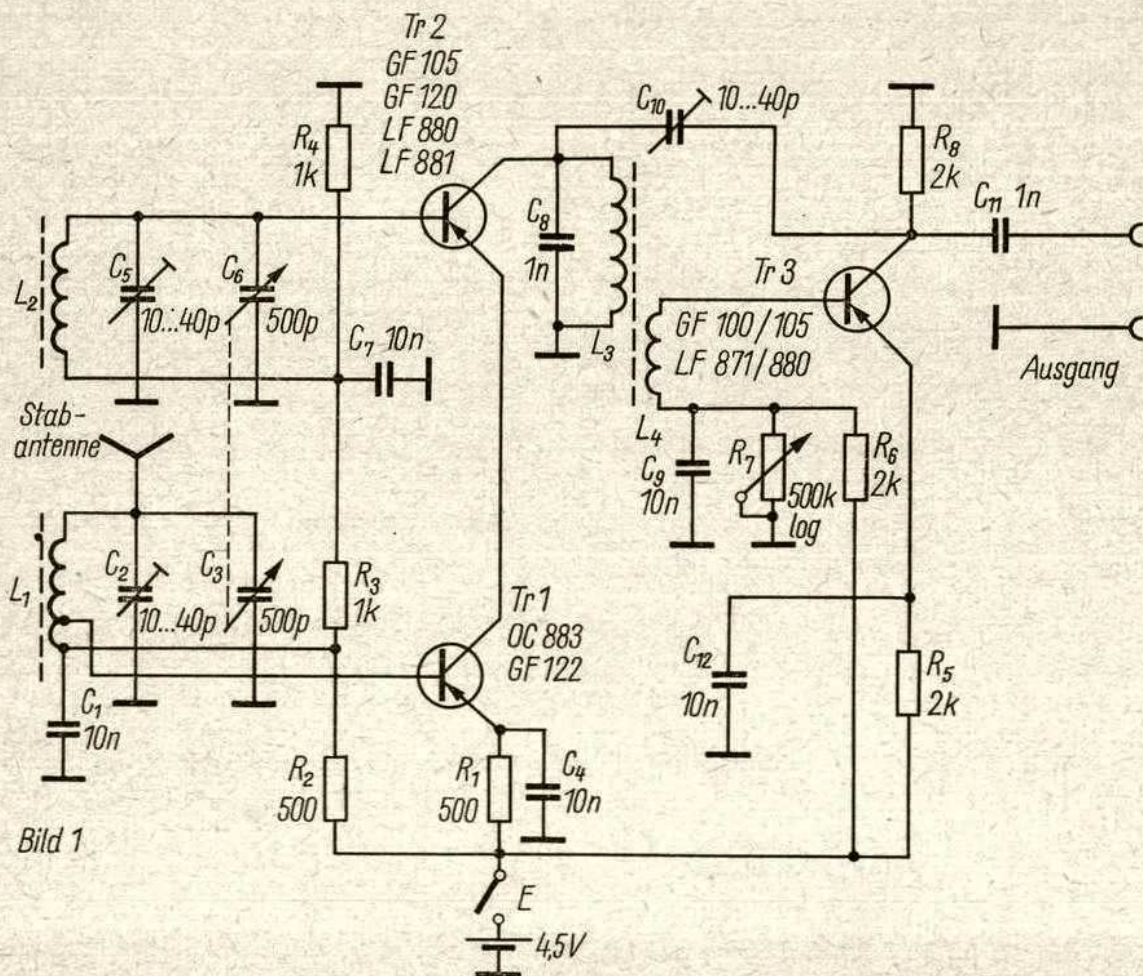 Tr 2
GF 105
GF 120
LF 880
LF 881
R4
1k
C10
10...40p
R8
2k
C8
1n
C11 1n
L2
C5
10...40p
C6
500p
C7 10n
L3
Tr 3
GF 100/105
LF 871/880
Ausgang
Stab-
antenne
L4
C9
10n
R7
500k
log
R6
2k
L1
C2
10...40p
C3
500p
R3
1k
Tr 1
OC 883
GF 122
C1
10n
R2
500
R1
500
C4
10n
C12
10n
R5
2k
Bild 1
E
4,5V